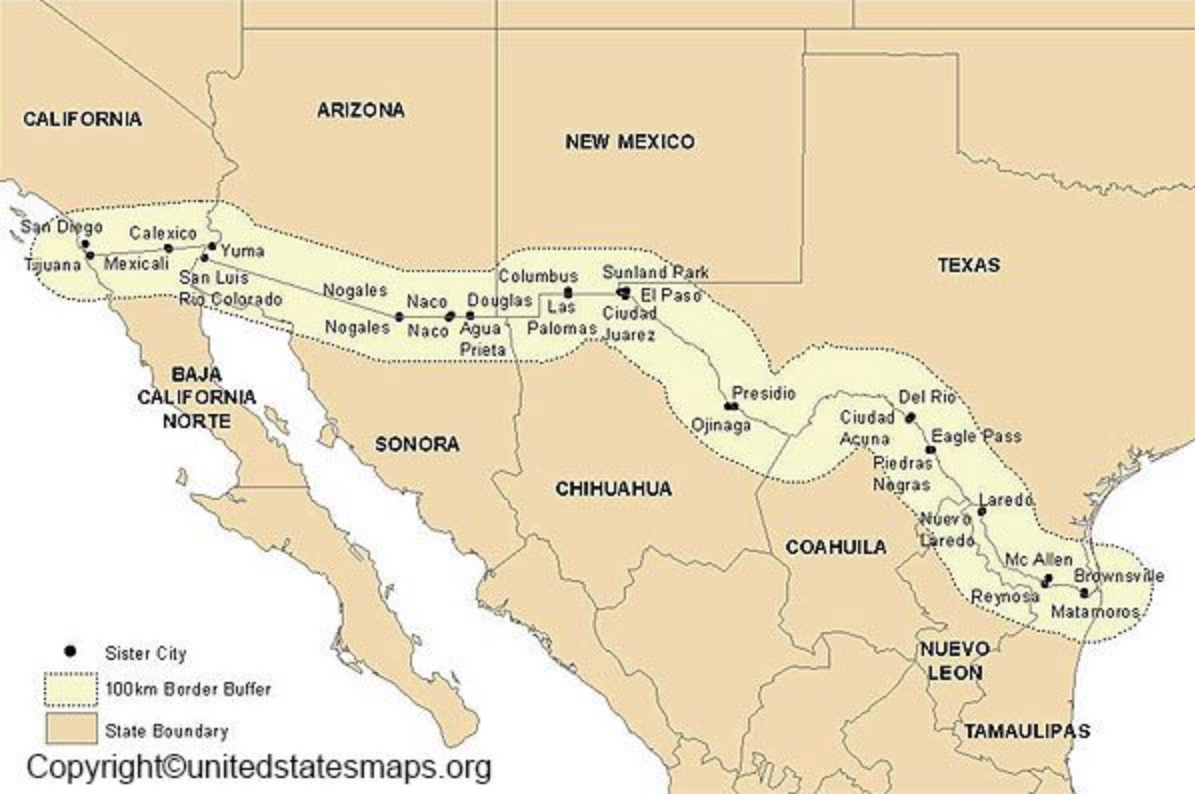 CALIFORNIA
ARIZONA
NEW MEXICO
TEXAS
San Diego
Tijuana
Calexico
Mexicali
Yuma
San Luis
Rio Colorado
Nogales
Nogales
Naco
Naco
Douglas
Agua
Prieta
Columbus
Las
Palomas
Sunland Park
El Paso
Ciudad
Juarez
Presidio
Ojinaga
Del Rio
Ciudad
Acuna
Eagle Pass
Piedras
Negras
Laredo
Nuevo
Laredo
Mc Allen
Reynosa
Brownsville
Matamoros
BAJA
CALIFORNIA
NORTE
SONORA
CHIHUAHUA
COAHUILA
NUEVO
LEON
TAMAULIPAS
Sister City
100km Border Buffer
State Boundary
Copyright©unitedstatesmaps.org